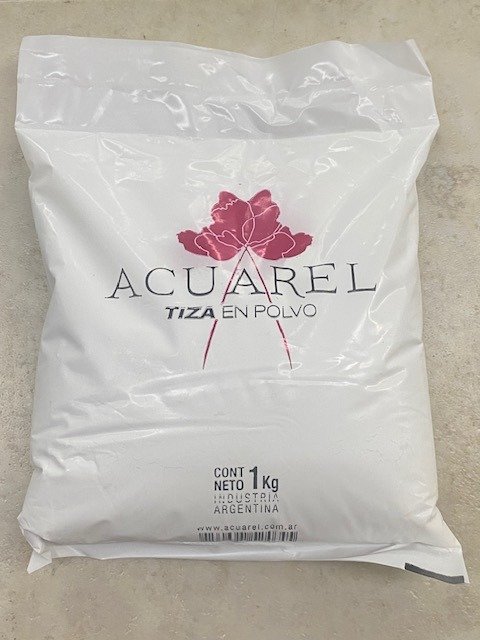 ACUAREL
TIZA EN POLVO
CONT
NETO 1 Kg
INDUSTRIA
ARGENTINA
www.acuarel.com.ar